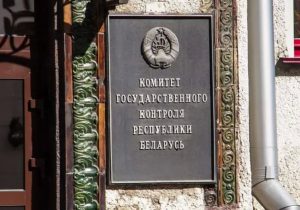 КОМИТЕТ
ГОСУДАРСТВЕННОГО
КОНТРОЛЯ
РЕСПУБЛИКИ
БЕЛАРУСЬ